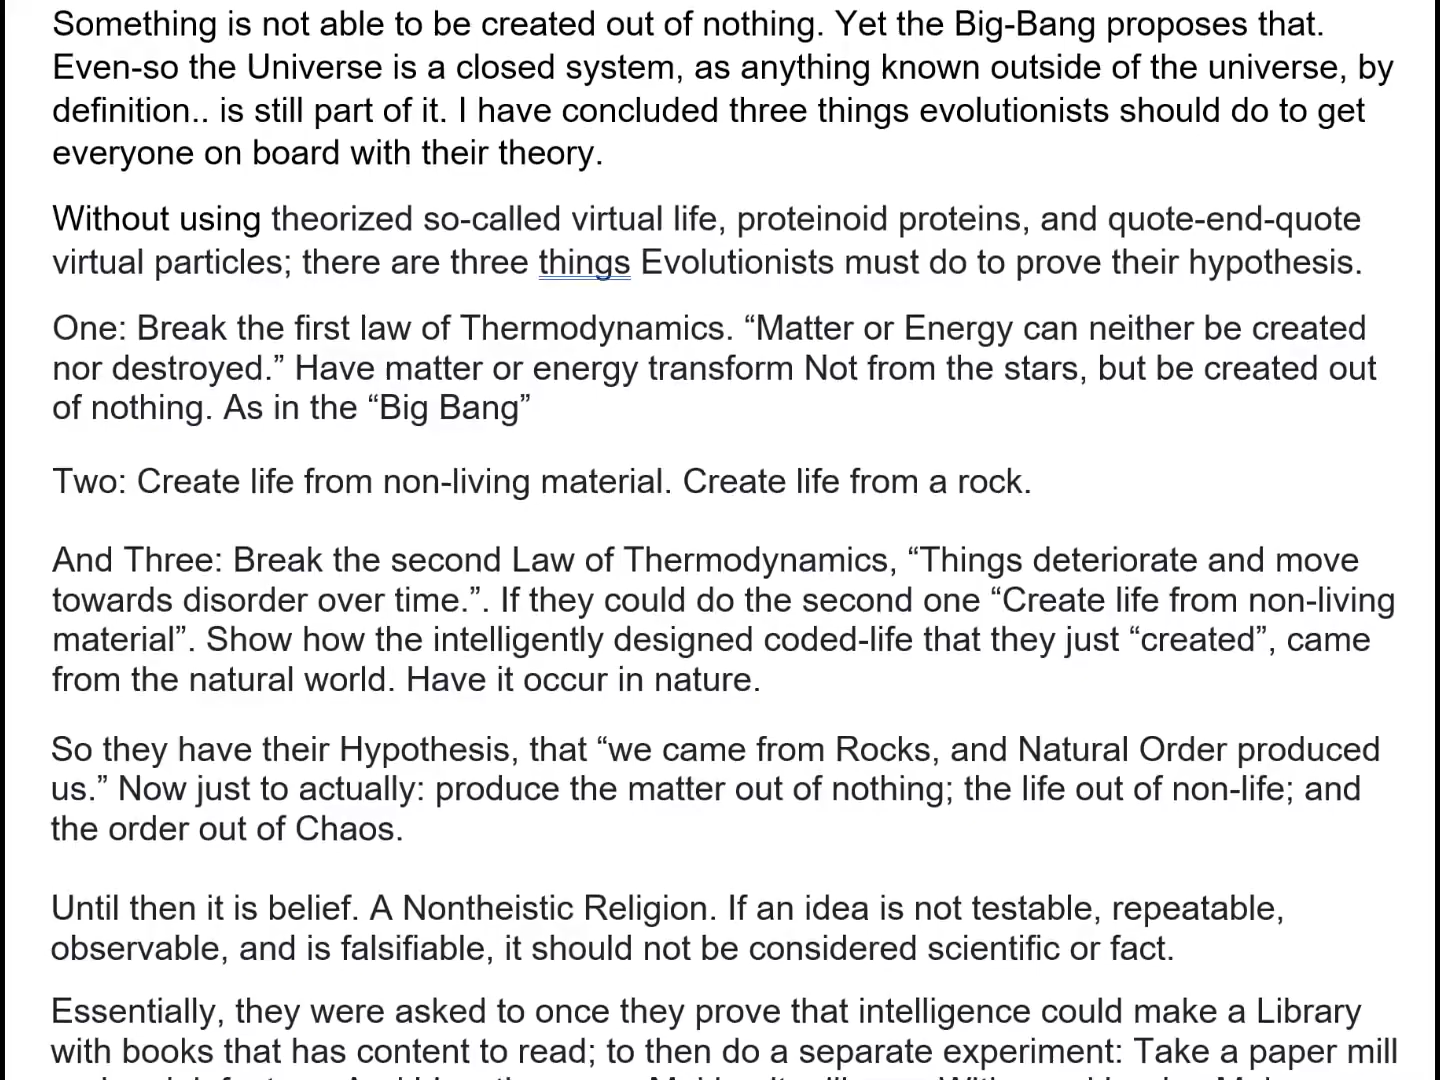 Something is not able to be created out of nothing. Yet the Big-Bang proposes that.
Even-so the Universe is a closed system, as anything known outside of the universe, by
definition.. is still part of it. I have concluded three things evolutionists should do to get
everyone on board with their theory.
Without using theorized so-called virtual life, proteinoid proteins, and quote-end-quote
virtual particles; there are three things Evolutionists must do to prove their hypothesis.
One: Break the first law of Thermodynamics. “Matter or Energy can neither be created
nor destroyed.” Have matter or energy transform Not from the stars, but be created out
of nothing. As in the “Big Bang”
Two: Create life from non-living material. Create life from a rock.
And Three: Break the second Law of Thermodynamics, “Things deteriorate and move
towards disorder over time.”. If they could do the second one “Create life from non-living
material”. Show how the intelligently designed coded-life that they just “created”, came
from the natural world. Have it occur in nature.
So they have their Hypothesis, that “we came from Rocks, and Natural Order produced
us.” Now just to actually: produce the matter out of nothing; the life out of non-life; and
the order out of Chaos.
Until then it is belief. A Nontheistic Religion. If an idea is not testable, repeatable,
observable, and is falsifiable, it should not be considered scientific or fact.
Essentially, they were asked to once they prove that intelligence could make a Library
with books that has content to read; to then do a separate experiment: Take a paper mill